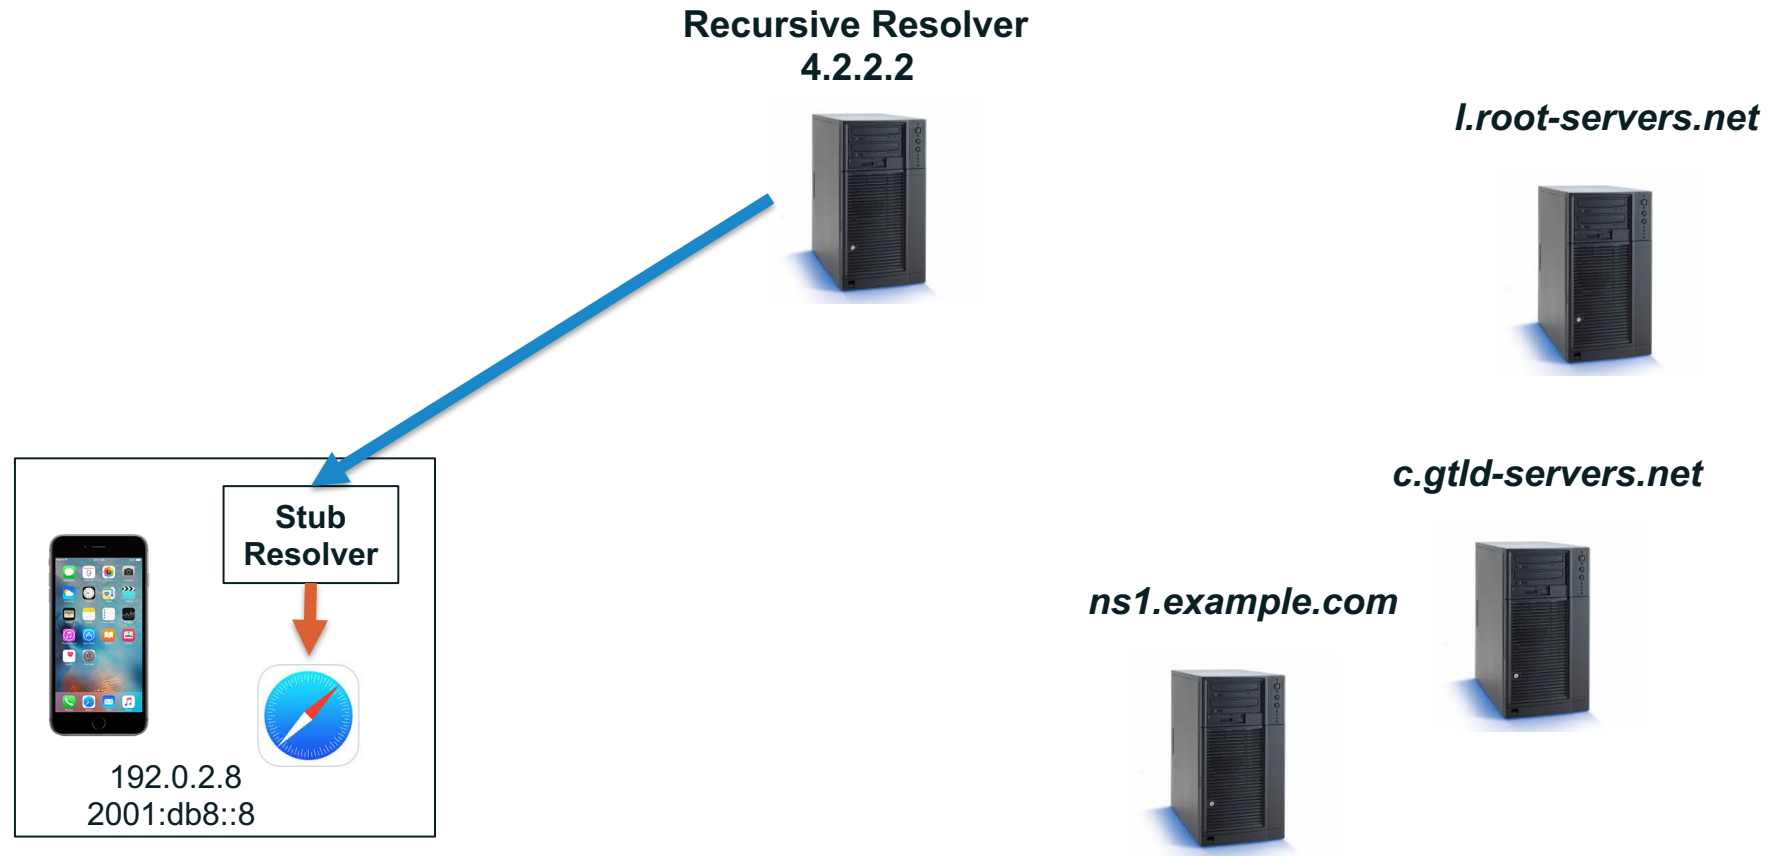 Recursive Resolver
4.2.2.2
l.root-servers.net
c.gtld-servers.net
Stub
Resolver
ns1.example.com
192.0.2.8
2001:db8::8